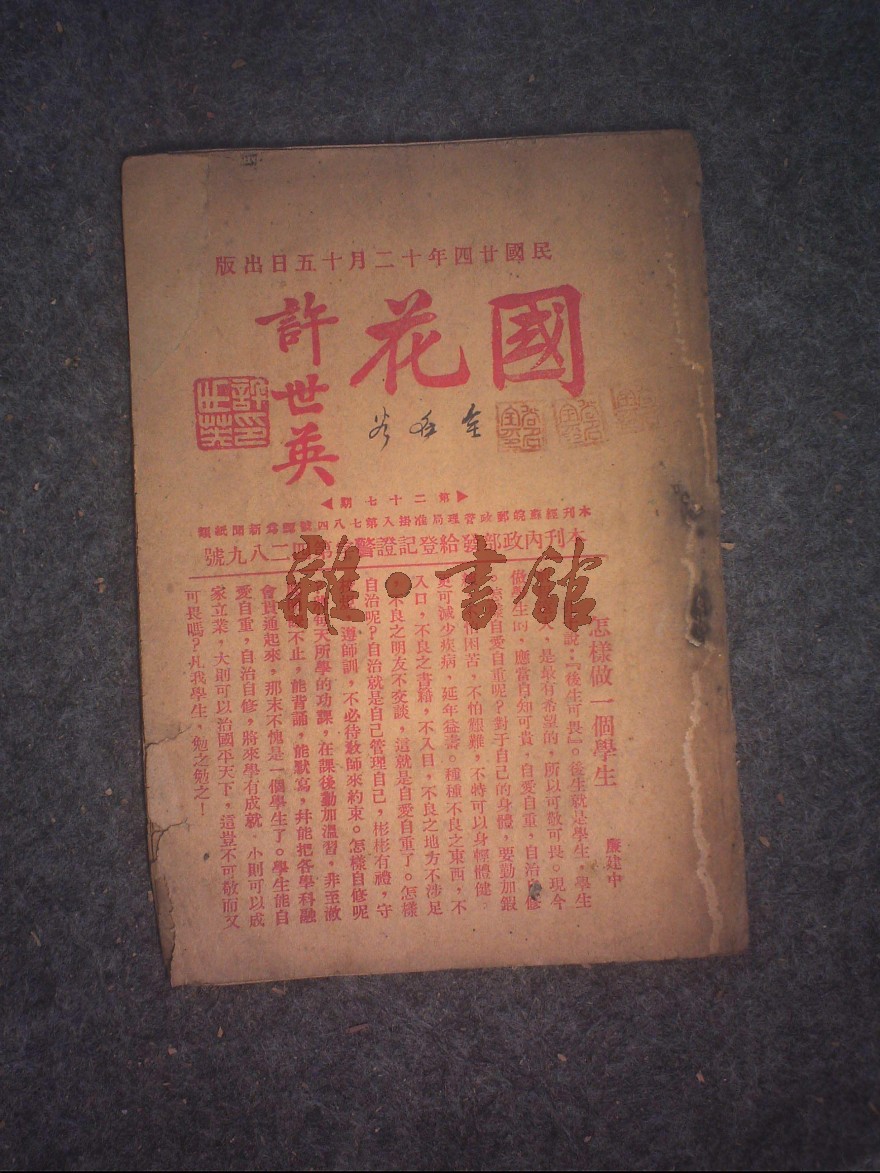 民國廿四年十二月十五日出版
國花
許世英
第二十七期
本刊經蘇皖郵政管理局准掛入第七八四號認為新聞紙類
本刊內政部發給登記證警第四二八九號
雜·書館
怎樣做一個學生
廉建中
說：『後生可畏』。後生就是學生，學生
人，是最有希望的，所以可敬可畏。現今
做學生的，應當自知可貴，自愛自重，自治自修
自愛自重呢？對于自己的身體，要勤加鍛
怕困苦，不怕艱難，不特可以身輕體健，
更可減少疾病，延年益壽。種種不良之東西，不
入口，不良之書籍，不入目，不良之地方不涉足
，不良之明友不交談，這就是自愛自重了。怎樣
自治呢？自治就是自己管理自己，彬彬有禮，守
遵師訓，不必待教師來約束。怎樣自修呢
每天所學的功課，在課後勤加溫習，非至澈
不止，能背誦，能默寫，幷能把各學科融
會貫通起來，那末不愧是一個學生了。學生能自
愛自重，自治自修，將來學有成就，小則可以成
家立業，大則可以治國平天下，這豈不可敬而又
可畏嗎？凡我學生，勉之勉之！